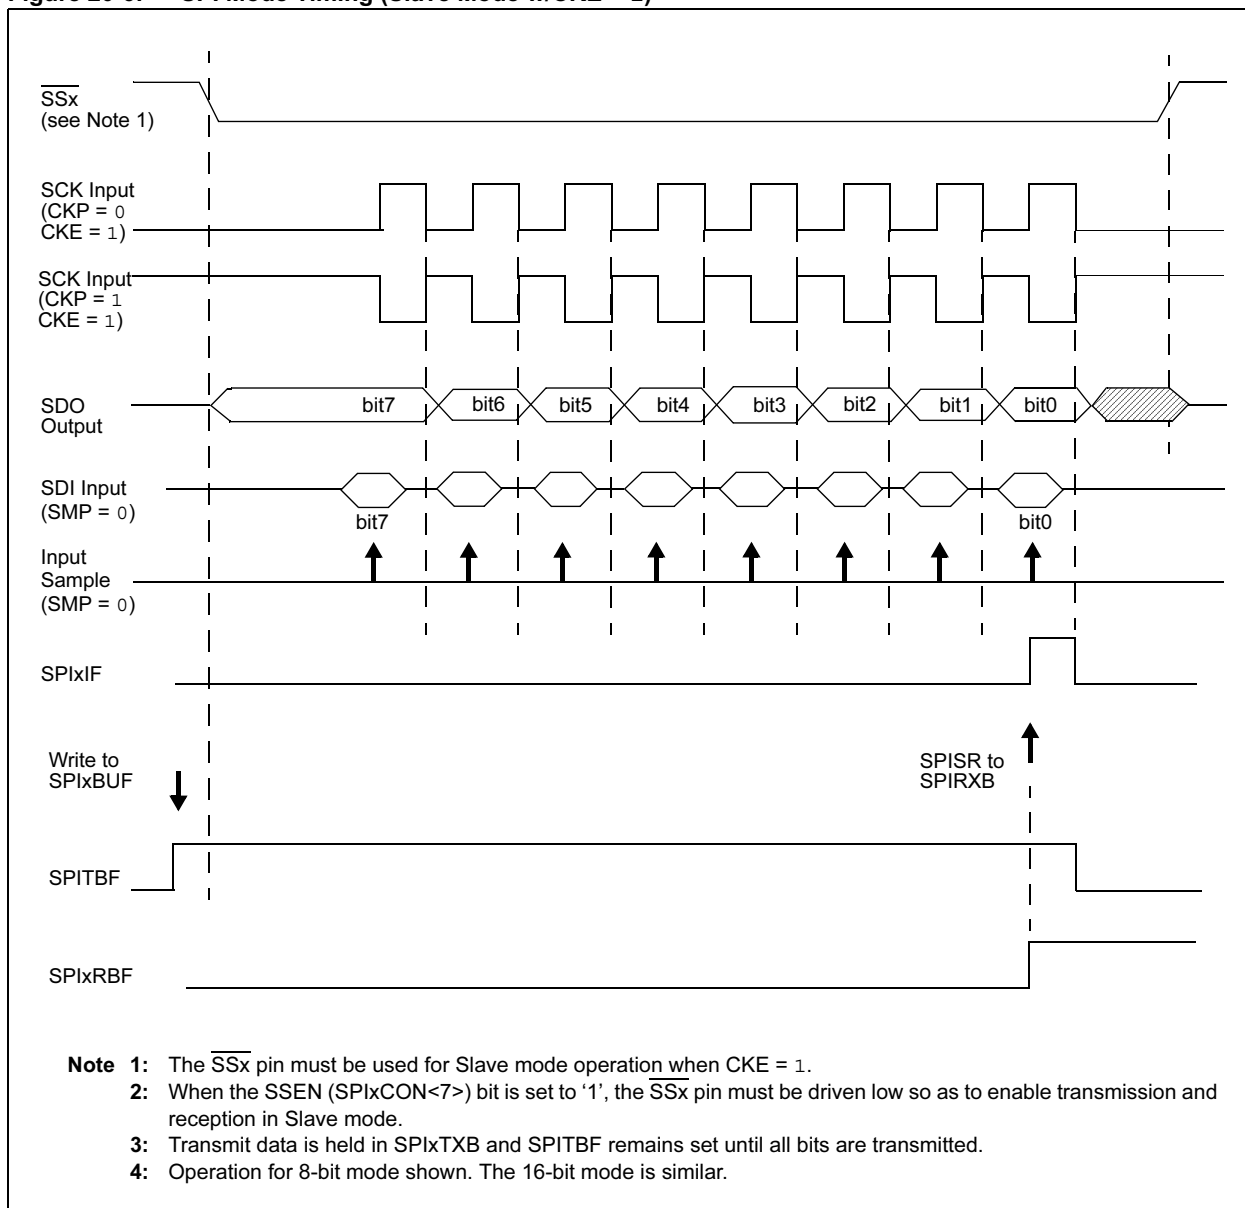 SSx
(see Note 1)
SCK Input
(CKP = 0
CKE = 1)
SCK Input
(CKP = 1
CKE = 1)
SDO
Output
bit7 bit6 bit5 bit4 bit3 bit2 bit1 bit0
SDI Input
(SMP = 0)
bit7 bit0
Input
Sample
(SMP = 0)
SPIxIF
Write to
SPIxBUF
SPISR to
SPIRXB
SPITBF
SPIxRBF
Note 1: The SSx pin must be used for Slave mode operation when CKE = 1.
2: When the SSEN (SPIxCON<7>) bit is set to ‘1’, the SSx pin must be driven low so as to enable transmission and
reception in Slave mode.
3: Transmit data is held in SPIxTXB and SPITBF remains set until all bits are transmitted.
4: Operation for 8-bit mode shown. The 16-bit mode is similar.